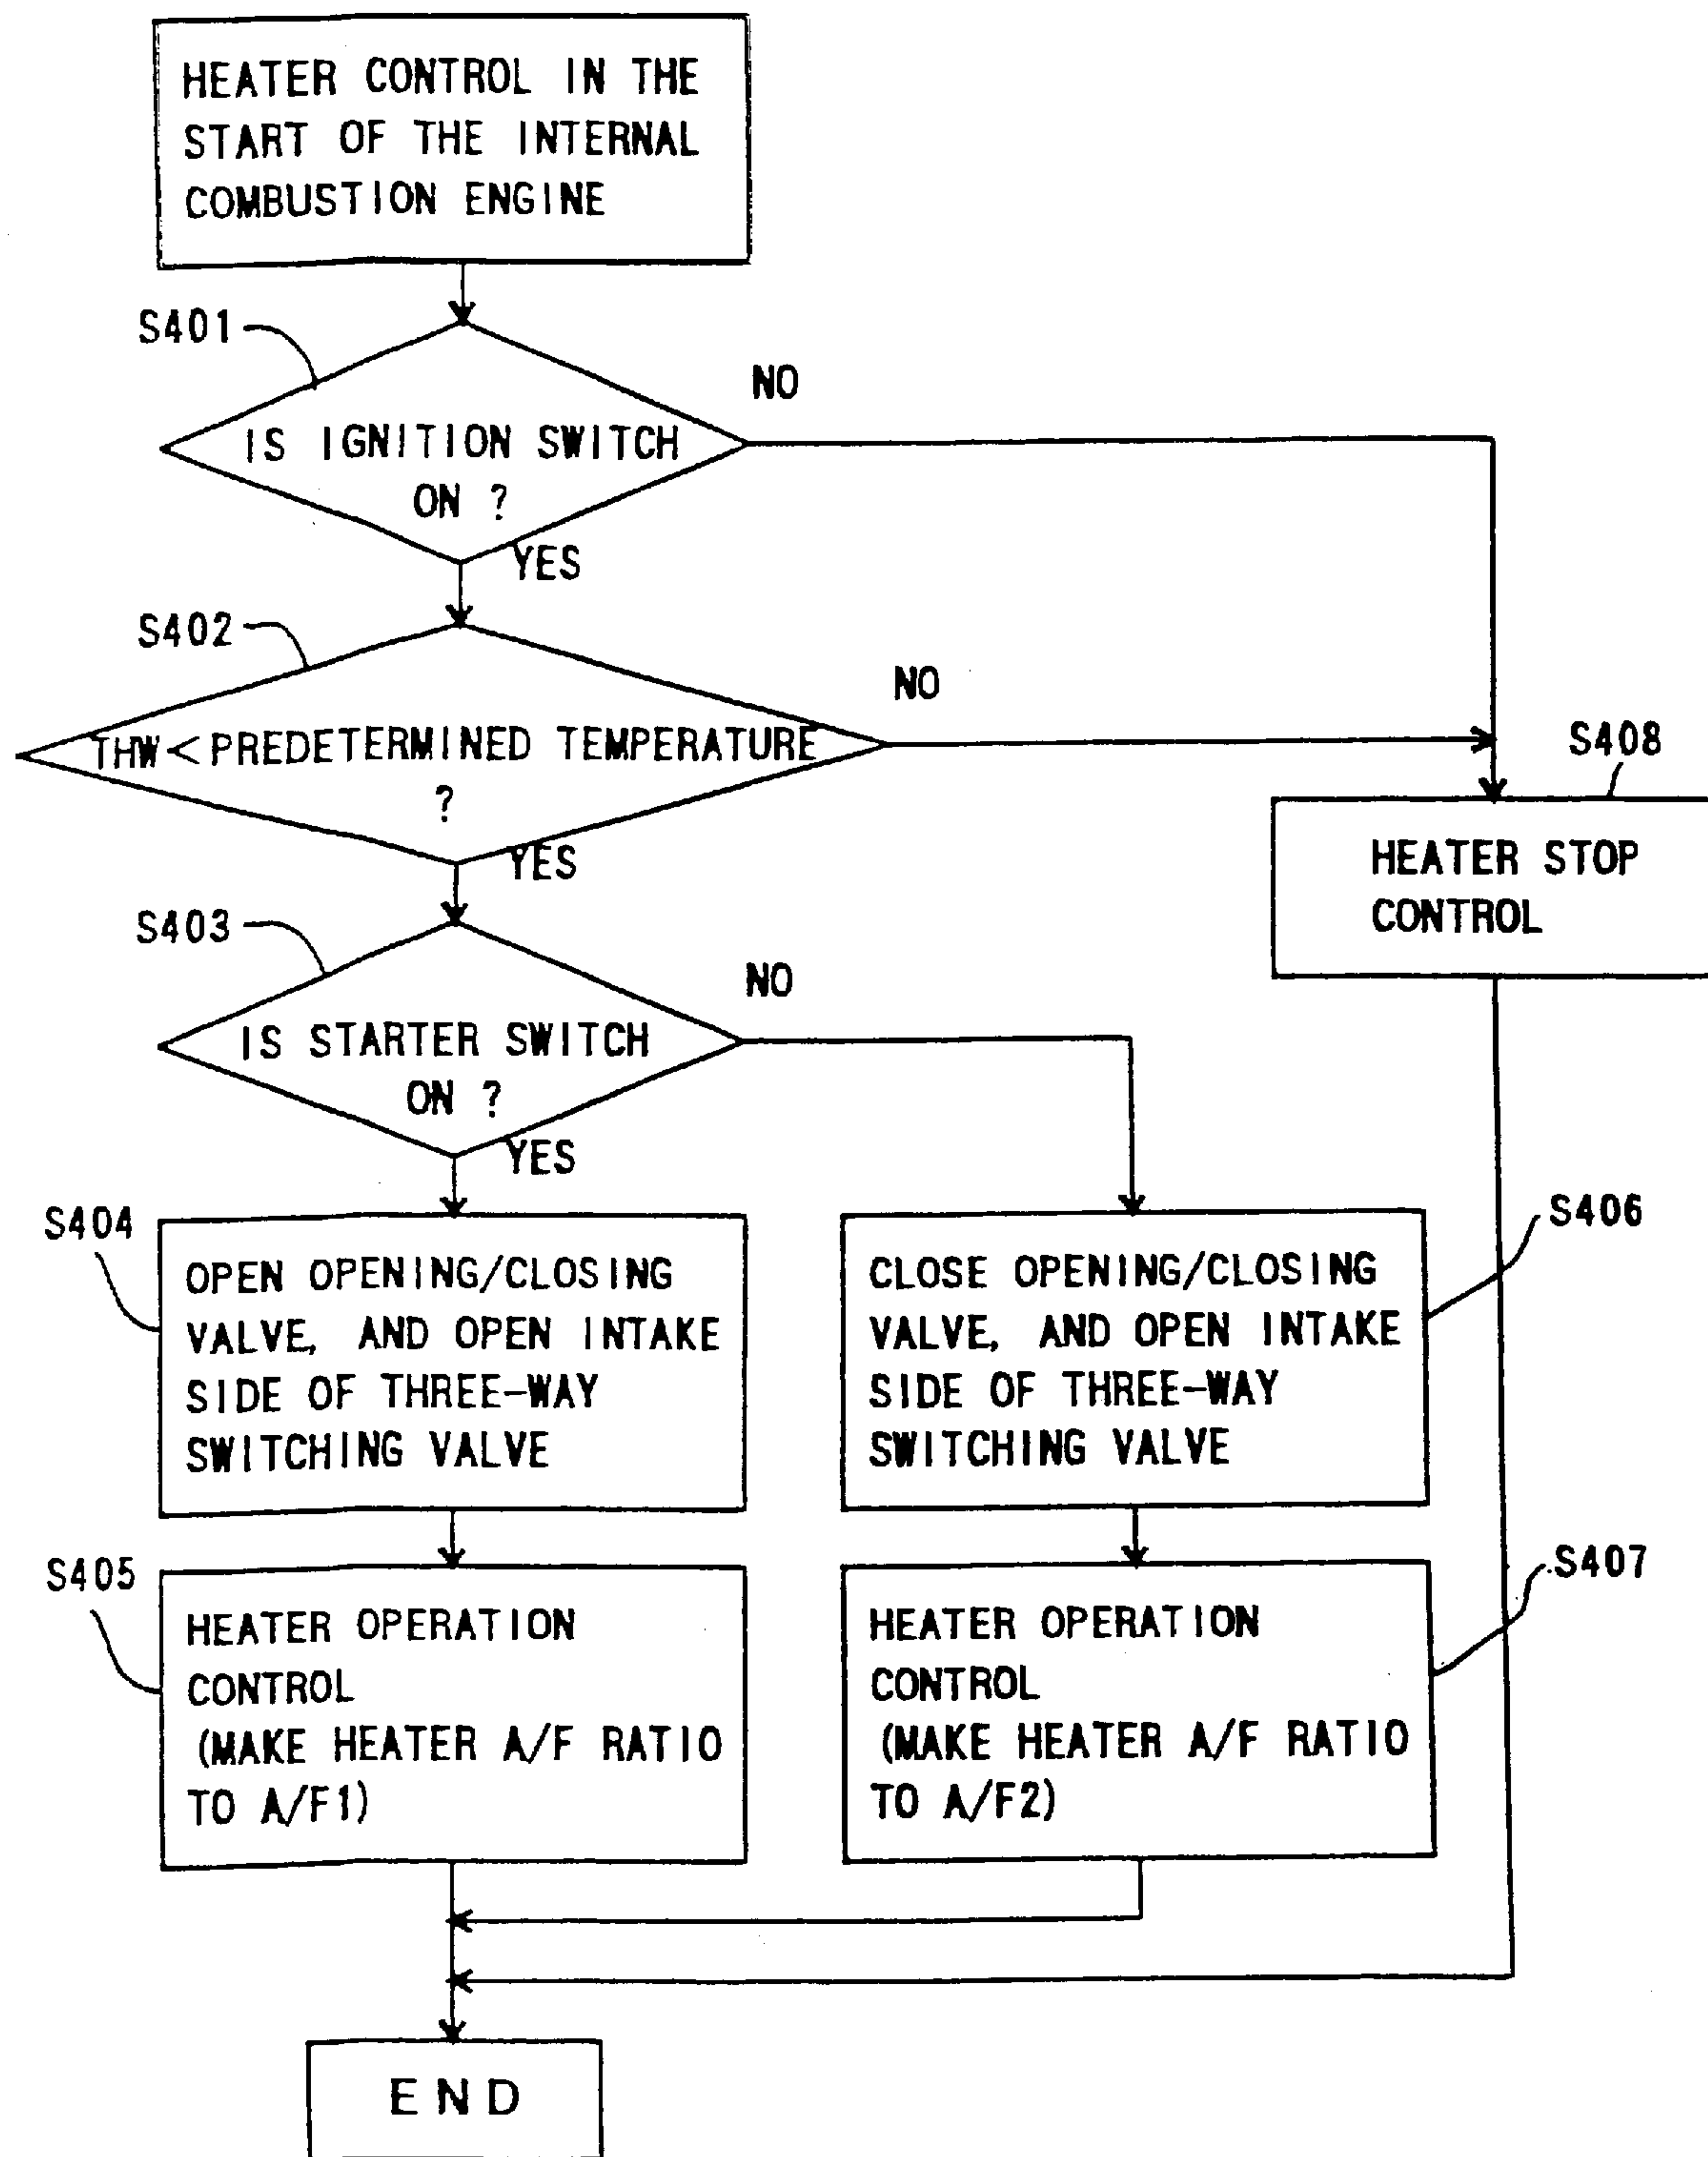 HEATER CONTROL IN THE
START OF THE INTERNAL
COMBUSTION ENGINE
S401
NO
IS IGNITION SWITCH
ON ?
YES
S402
NO
THW<PREDETERMINED TEMPERATURE
?
YES
S408
HEATER STOP
CONTROL
S403
NO
IS STARTER SWITCH
ON ?
YES
S404
OPEN OPENING/CLOSING
VALVE, AND OPEN INTAKE
SIDE OF THREE-WAY
SWITCHING VALVE
S406
CLOSE OPENING/CLOSING
VALVE, AND OPEN INTAKE
SIDE OF THREE-WAY
SWITCHING VALVE
S405
HEATER OPERATION
CONTROL
(MAKE HEATER A/F RATIO
TO A/F1)
S407
HEATER OPERATION
CONTROL
(MAKE HEATER A/F RATIO
TO A/F2)
END